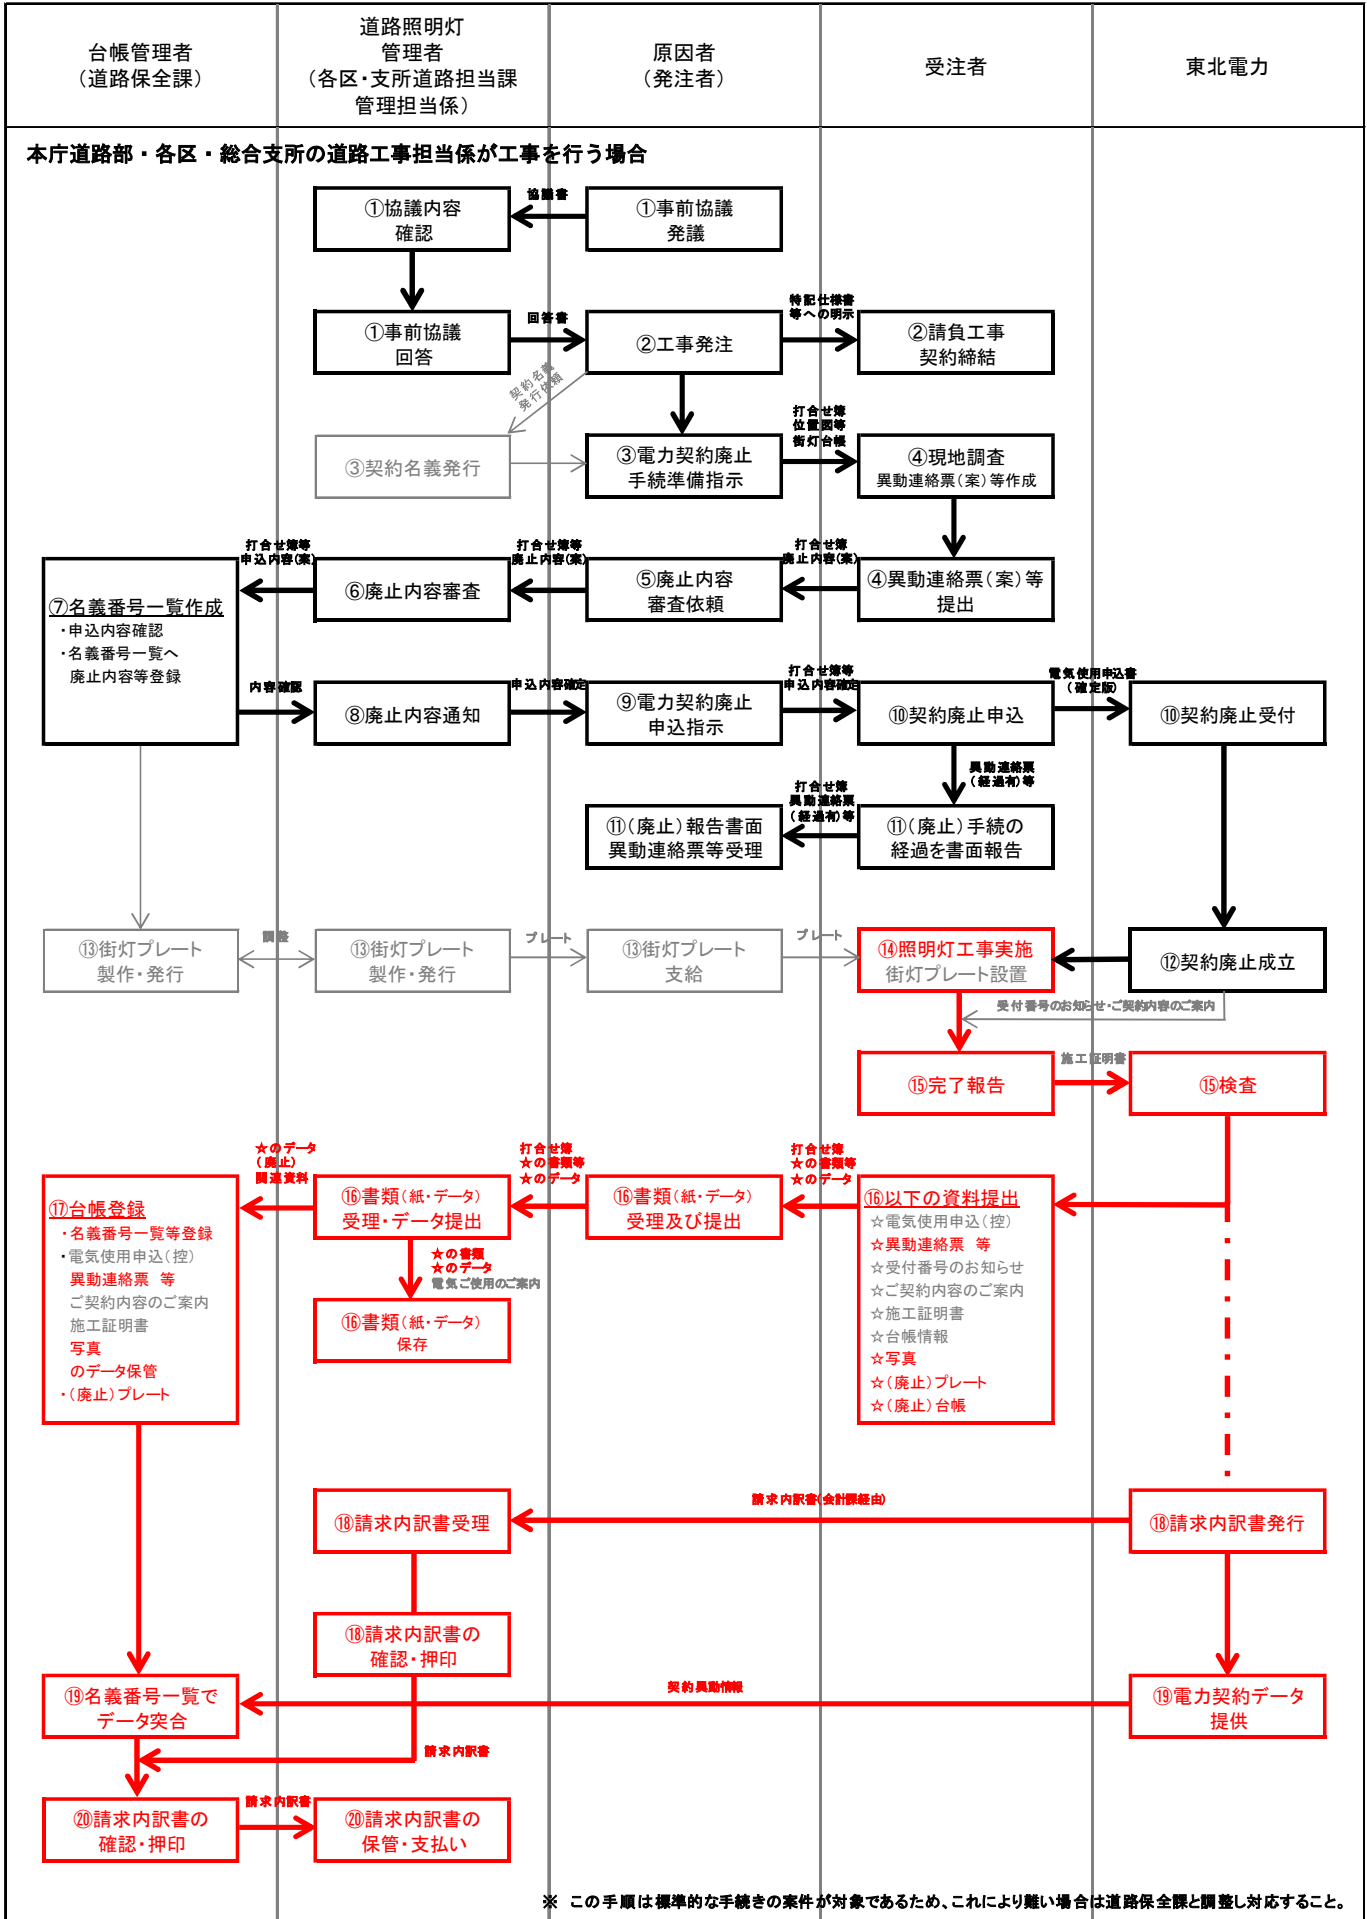 台帳管理者
（道路保全課）
道路照明灯
管理者
（各区・支所道路担当課
管理担当係）
原因者
（発注者）
受注者
東北電力
本庁道路部・各区・総合支所の道路工事担当係が工事を行う場合
①協議内容
確認
協議書
①事前協議
発議
①事前協議
回答
回答書
②工事発注
特記仕様書
等への明示
②請負工事
契約締結
契約名義
発行依頼
③契約名義発行
③電力契約廃止
手続準備指示
打合せ簿
位置図等
街灯台帳
④現地調査
異動連絡票（案）等作成
⑦名義番号一覧作成
・申込内容確認
・名義番号一覧へ
廃止内容等登録
打合せ簿等
申込内容(案)
⑥廃止内容審査
打合せ簿等
廃止内容(案)
⑤廃止内容
審査依頼
打合せ簿
廃止内容(案)
④異動連絡票（案）等
提出
内容確認
⑧廃止内容通知
申込内容確定
⑨電力契約廃止
申込指示
打合せ簿等
申込内容確定
⑩契約廃止申込
電気使用申込書
（確定版）
⑩契約廃止受付
異動連絡票
（経過有）等
⑪（廃止）報告書面
異動連絡票等受理
打合せ簿
異動連絡票
（経過有）等
⑪（廃止）手続の
経過を書面報告
⑬街灯プレート
製作・発行
調整
⑬街灯プレート
製作・発行
プレート
⑬街灯プレート
支給
プレート
⑭照明灯工事実施
街灯プレート設置
⑫契約廃止成立
受付番号のお知らせ・ご契約内容のご案内
⑮完了報告
施工証明書
⑮検査
⑰台帳登録
・名義番号一覧等登録
・電気使用申込（控）
異動連絡票　等
ご契約内容のご案内
施工証明書
写真
のデータ保管
・（廃止）プレート
☆のデータ
（廃止）
関連資料
⑯書類（紙・データ）
受理・データ提出
打合せ簿
☆の書類等
☆のデータ
⑯書類（紙・データ）
受理及び提出
打合せ簿
☆の書類等
☆のデータ
⑯以下の資料提出
☆電気使用申込（控）
☆異動連絡票　等
☆受付番号のお知らせ
☆ご契約内容のご案内
☆施工証明書
☆台帳情報
☆写真
☆（廃止）プレート
☆（廃止）台帳
☆の書類
☆のデータ
電気ご使用のご案内
⑯書類（紙・データ）
保存
⑱請求内訳書受理
請求内訳書(会計課経由)
⑱請求内訳書発行
⑱請求内訳書の
確認・押印
⑲名義番号一覧で
データ突合
契約異動情報
⑲電力契約データ
提供
請求内訳書
⑳請求内訳書の
確認・押印
請求内訳書
⑳請求内訳書の
保管・支払い
※　この手順は標準的な手続きの案件が対象であるため、これにより難い場合は道路保全課と調整し対応すること。